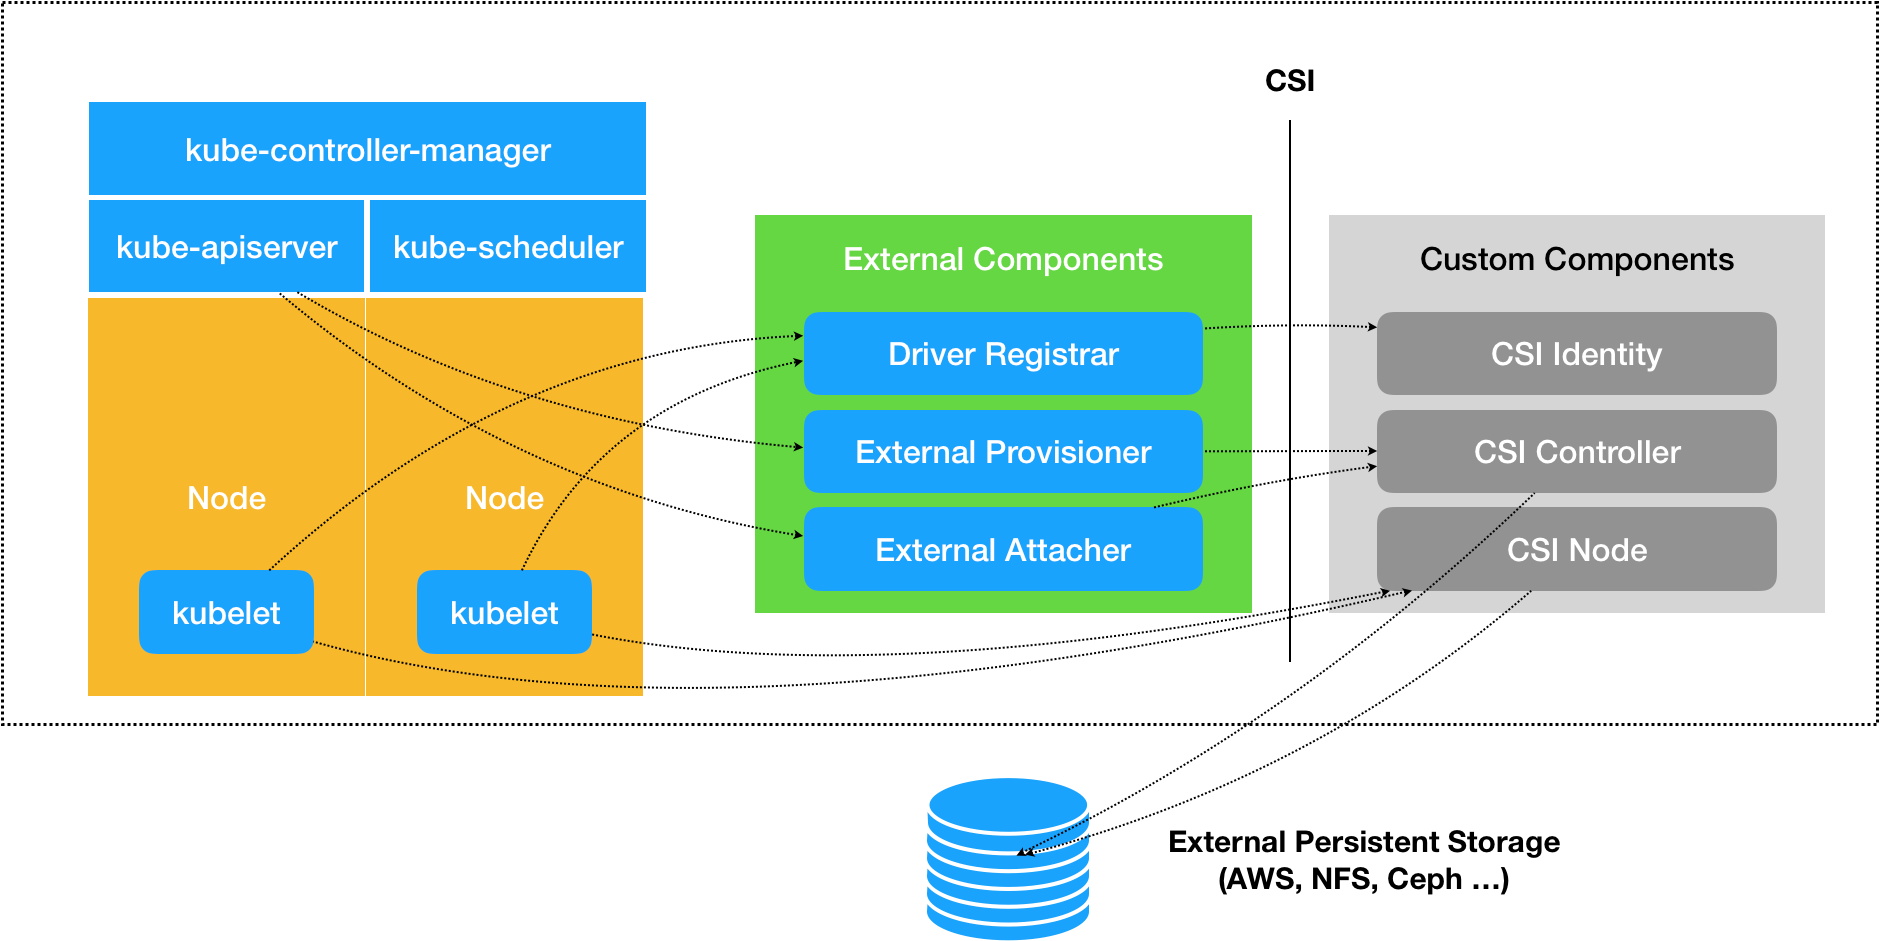 CSI
kube-controller-manager
kube-apiserver
kube-scheduler
Node
Node
kubelet
kubelet
External Components
Driver Registrar
External Provisioner
External Attacher
Custom Components
CSI Identity
CSI Controller
CSI Node
External Persistent Storage
(AWS, NFS, Ceph ...)